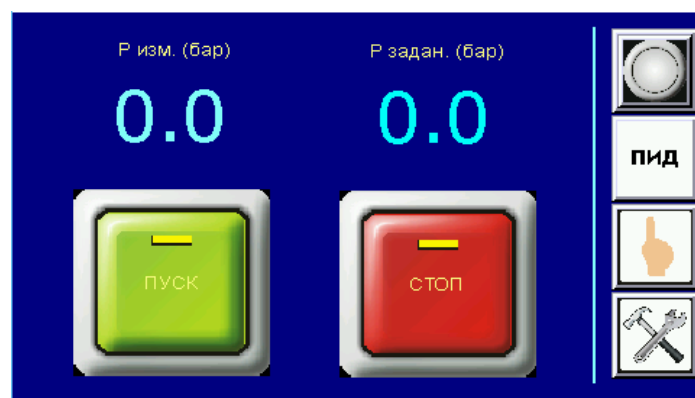 Р изм. (бар)
Р задан. (бар)
0.0
0.0
ПИД
ПУСК
СТОП